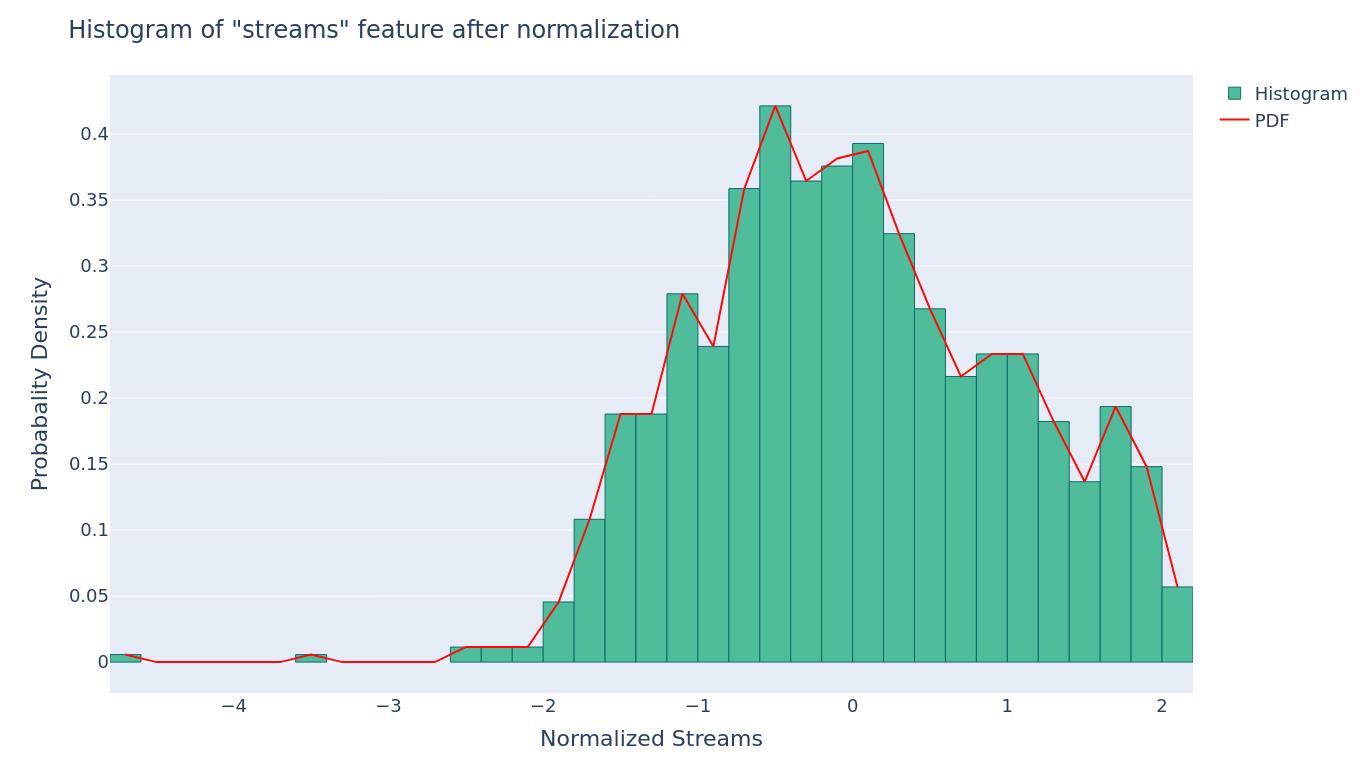 Histogram of "streams" feature after normalization
Histogram
PDF
0.4
0.35
0.3
0.25
0.2
0.15
0.1
0.05
0
Probabality Density
−4 −3 −2 −1 0 1 2
Normalized Streams